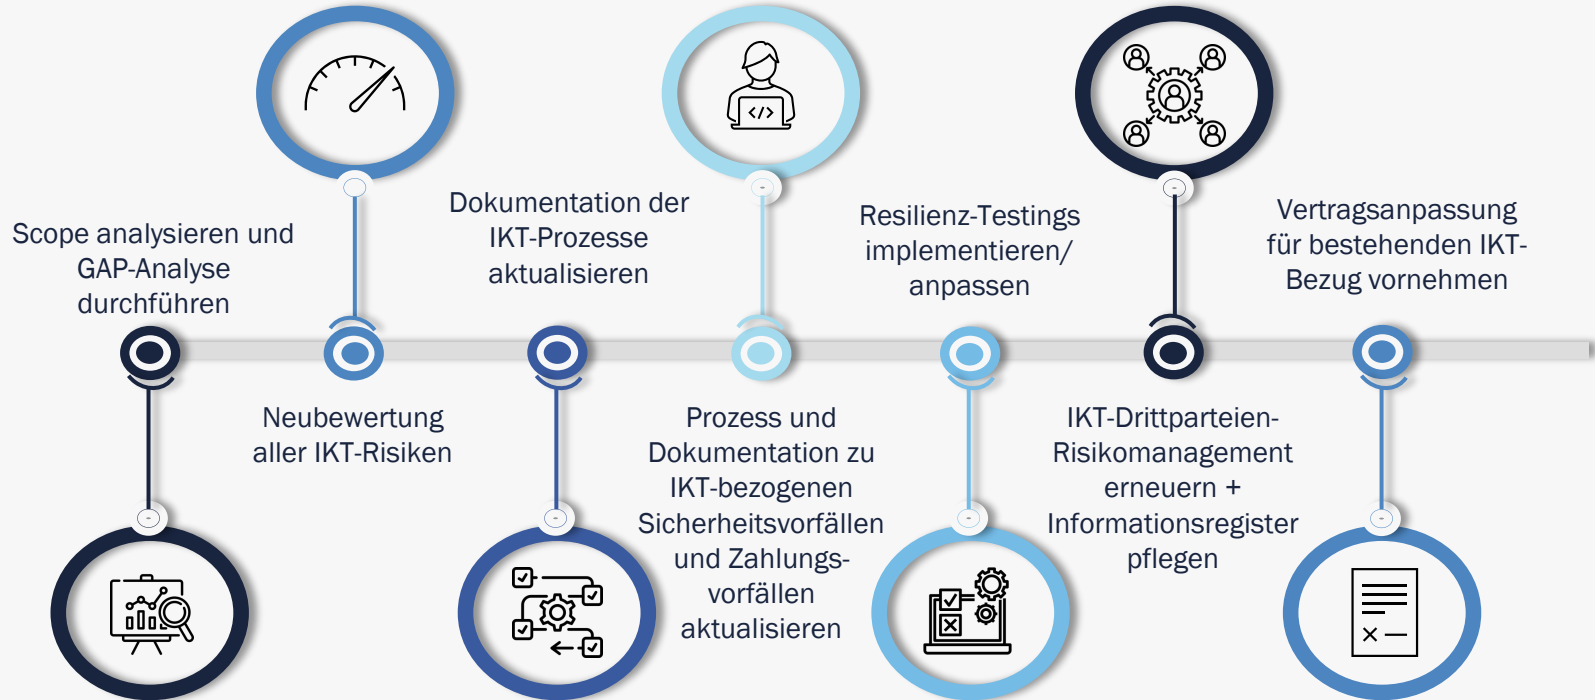 Scope analysieren und
GAP-Analyse
durchführen
Neubewertung
aller IKT-Risiken
Dokumentation der
IKT-Prozesse
aktualisieren
Prozess und
Dokumentation zu
IKT-bezogenen
Sicherheitsvorfällen
und Zahlungs-
vorfällen
aktualisieren
Resilienz-Testings
implementieren/
anpassen
IKT-Drittparteien-
Risikomanagement
erneuern +
Informationsregister
pflegen
Vertragsanpassung
für bestehenden IKT-
Bezug vornehmen